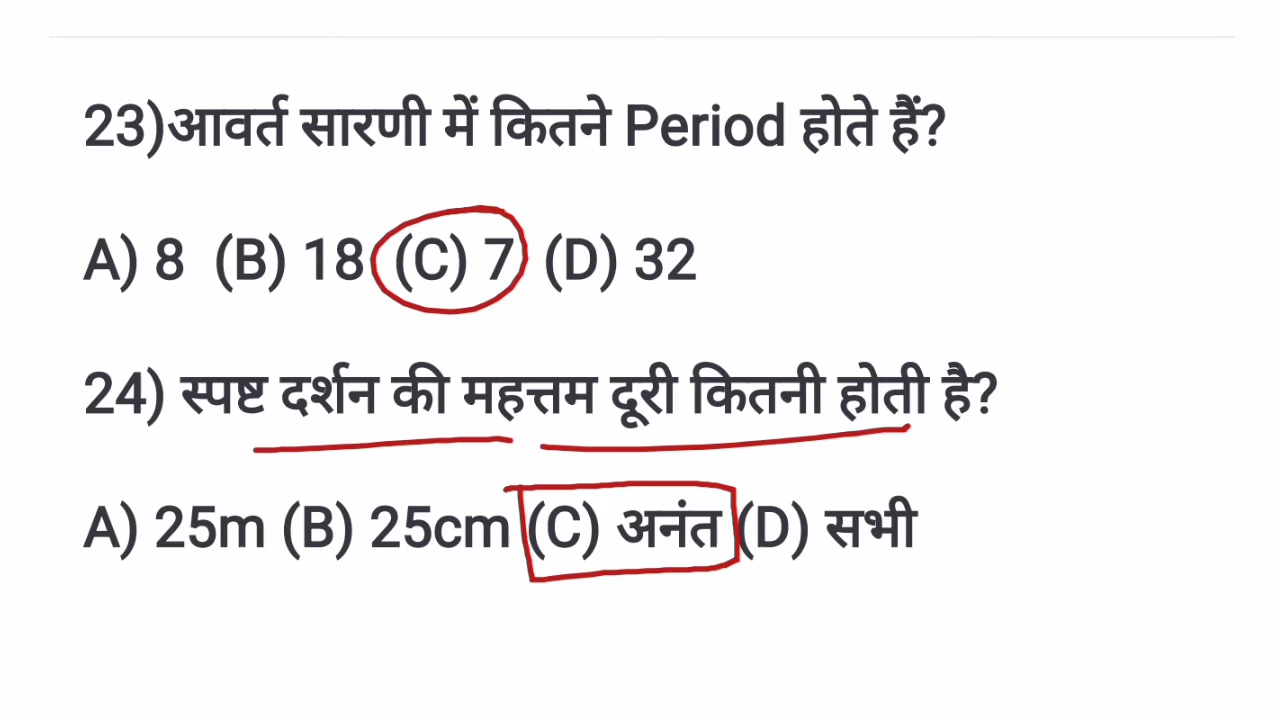 23)आवर्त सारणी में कितने Period होते हैं?
A) 8 (B) 18 (C) 7 (D) 32
24) स्पष्ट दर्शन की महत्तम दूरी कितनी होती है?
A) 25m (B) 25cm (C) अनंत (D) सभी